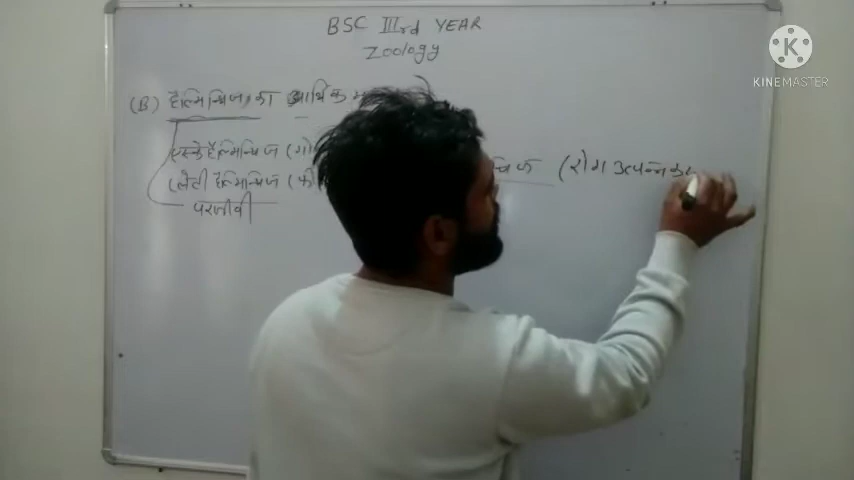 BSC IIIrd YEAR
Zoology
(B) हैल्मिन्थिज का आर्थिक
एस्केहैल्मिन्थिज (गो
(रोग उत्पन्न क
प्लेटीहैल्मिन्थिज (फी
परजीवी
KINEMASTER